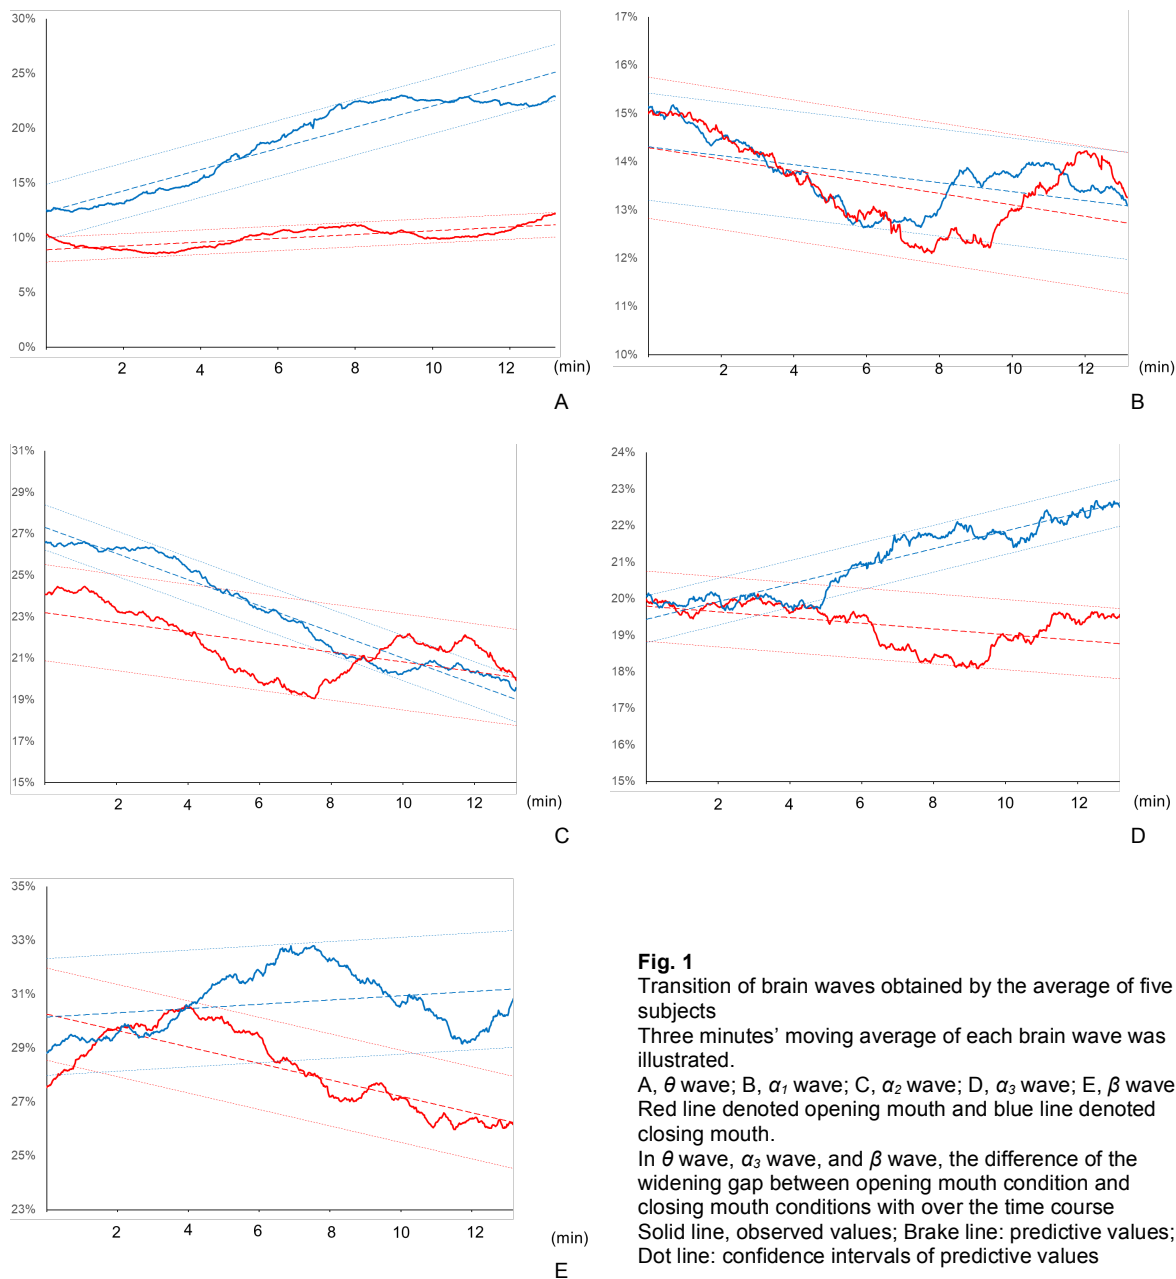 30%
25%
20%
15%
10%
5%
0%
2 4 6 8 10 12 (min)
A
17%
16%
15%
14%
13%
12%
11%
10%
2 4 6 8 10 12 (min)
B
31%
29%
27%
25%
23%
21%
19%
17%
15%
2 4 6 8 10 12 (min)
C
24%
23%
22%
21%
20%
19%
18%
17%
16%
15%
2 4 6 8 10 12 (min)
D
35%
33%
31%
29%
27%
25%
23%
2 4 6 8 10 12 (min)
E
Fig. 1
Transition of brain waves obtained by the average of five
subjects
Three minutes’ moving average of each brain wave was
illustrated.
A, θ wave; B, α1 wave; C, α2 wave; D, α3 wave; E, β wave
Red line denoted opening mouth and blue line denoted
closing mouth.
In θ wave, α3 wave, and β wave, the difference of the
widening gap between opening mouth condition and
closing mouth conditions with over the time course
Solid line, observed values; Brake line: predictive values;
Dot line: confidence intervals of predictive values